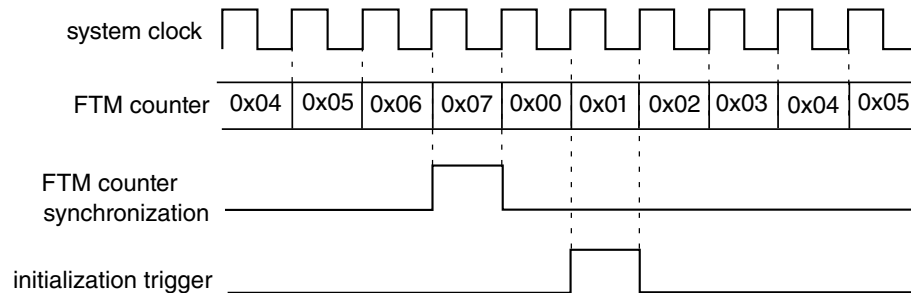 system clock
FTM counter 0x04 0x05 0x06 0x07 0x00 0x01 0x02 0x03 0x04 0x05
FTM counter
synchronization
initialization trigger